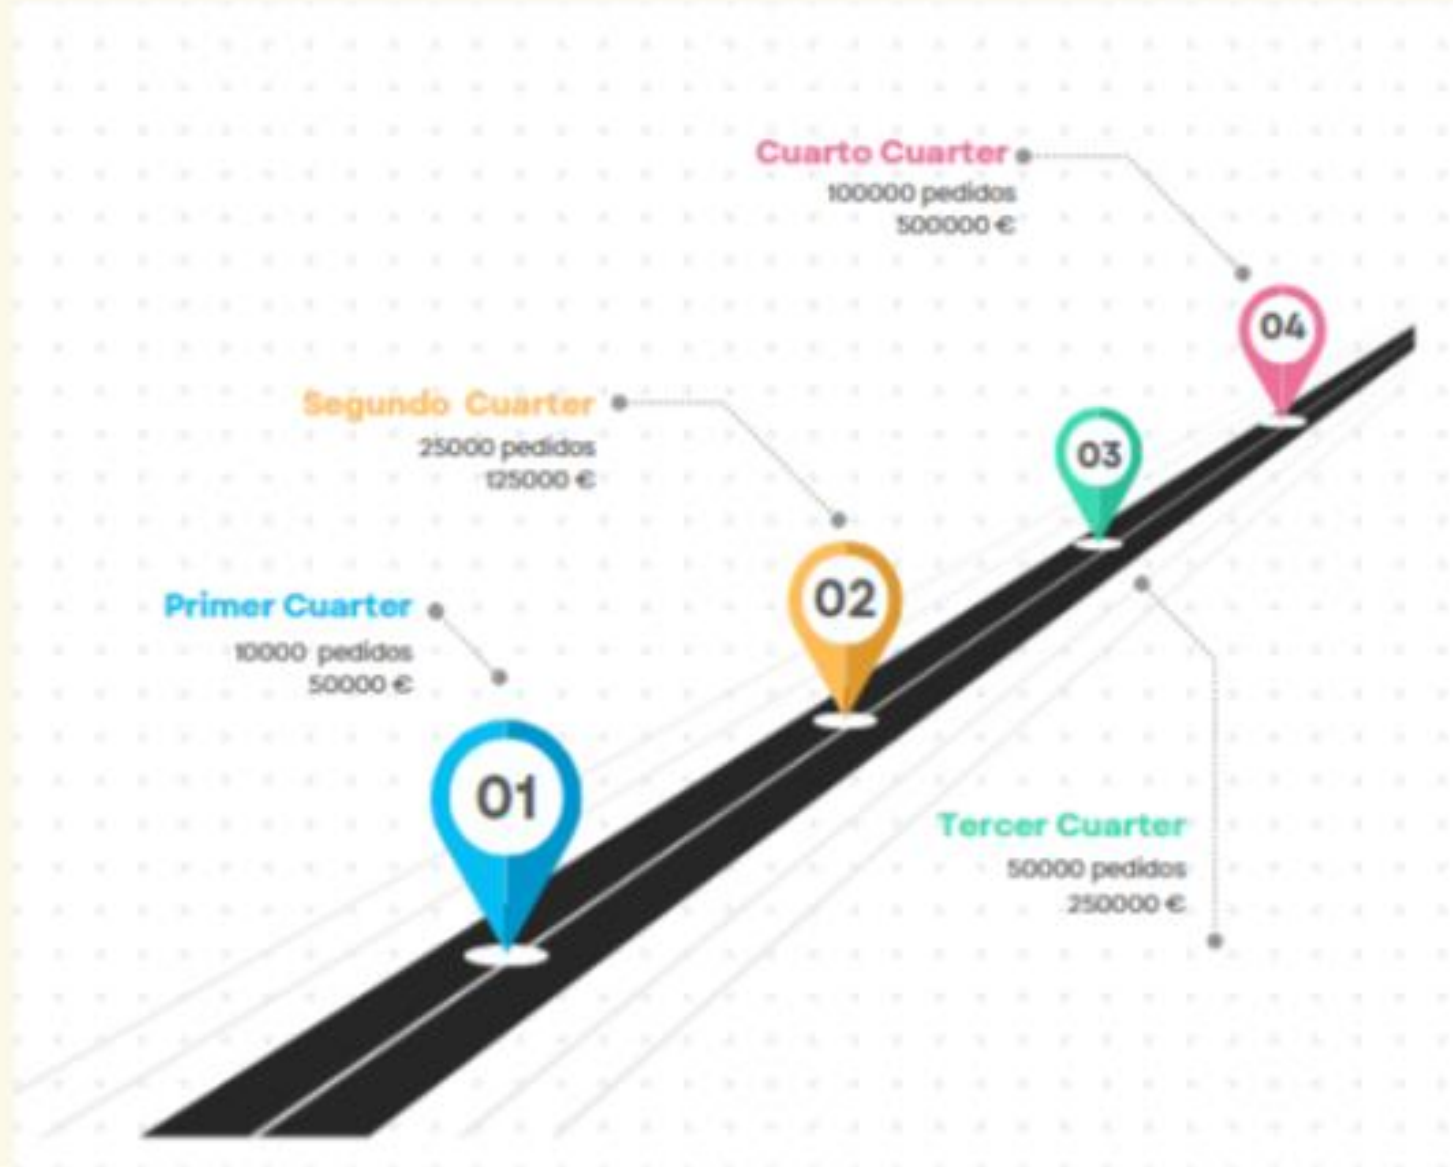 Cuarto Cuarter
100000 pedidos
500000 €
04
Segundo Cuarter
25000 pedidos
125000 €
03
02
Primer Cuarter
10000 pedidos
50000 €
01
Tercer Cuarter
50000 pedidos
250000 €